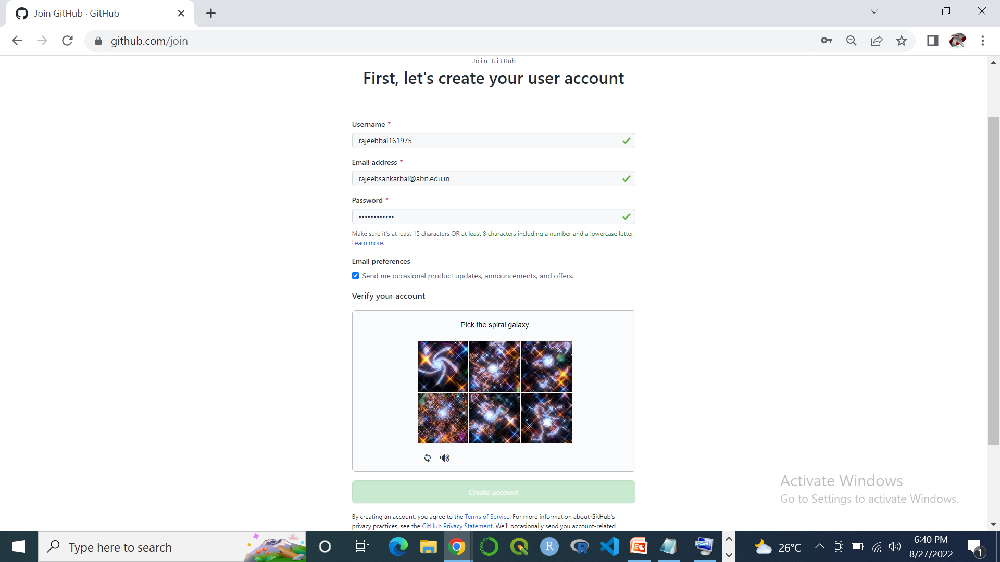 Join GitHub · GitHub
github.com/join
Join GitHub
First, let's create your user account
Username *
rajeebbal161975
Email address *
rajeebsankarbal@abit.edu.in
Password *
••••••••••••
Make sure it's at least 15 characters OR at least 8 characters including a number and a lowercase letter.
Learn more.
Email preferences
Send me occasional product updates, announcements, and offers.
Verify your account
Pick the spiral galaxy
Create account
Activate Windows
Go to Settings to activate Windows.
By creating an account, you agree to the Terms of Service. For more information about GitHub's
privacy practices, see the GitHub Privacy Statement. We'll occasionally send you account-related
Type here to search
R
R
26°C
6:40 PM
8/27/2022
1